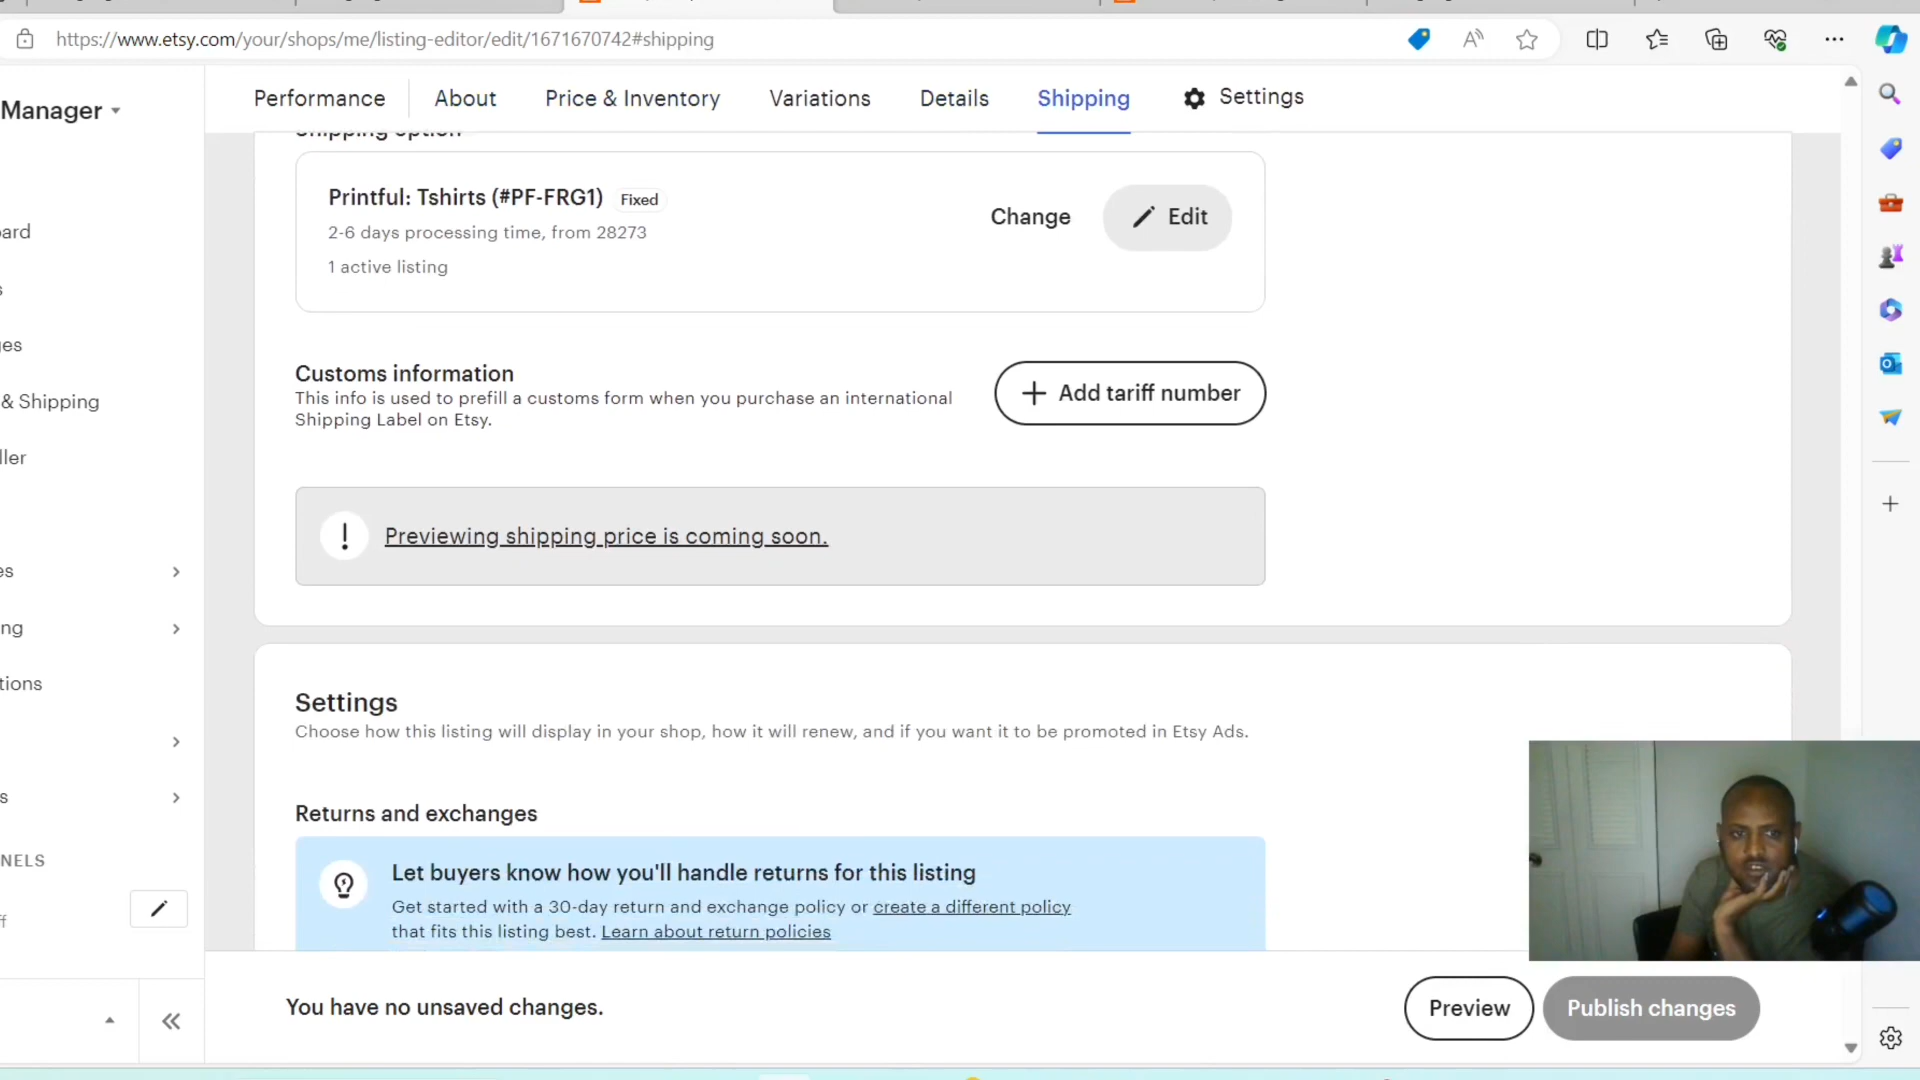 https://www.etsy.com/your/shops/me/listing-editor/edit/1671670742#shipping
Manager
Performance
About
Price & Inventory
Variations
Details
Shipping
Settings
Shipping option
Printful: Tshirts (#PF-FRG1) Fixed
2-6 days processing time, from 28273
1 active listing
Change
Edit
Customs information
This info is used to prefill a customs form when you purchase an international
Shipping Label on Etsy.
Add tariff number
Previewing shipping price is coming soon.
Settings
Choose how this listing will display in your shop, how it will renew, and if you want it to be promoted in Etsy Ads.
Returns and exchanges
Let buyers know how you'll handle returns for this listing
Get started with a 30-day return and exchange policy or create a different policy
that fits this listing best. Learn about return policies
You have no unsaved changes.
Preview
Publish changes
ard
s
ges
& Shipping
ller
es
ng
tions
s
NELS